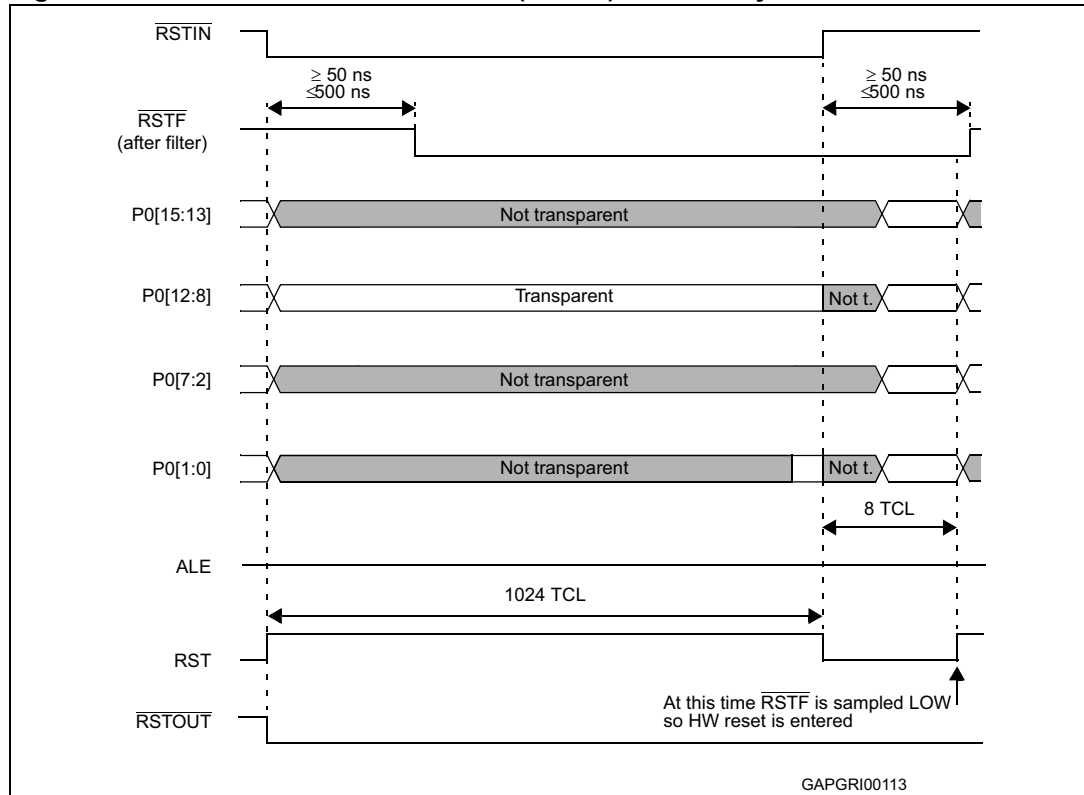 RSTIN
≥ 50 ns
≤500 ns
≥ 50 ns
≤500 ns
RSTF
(after filter)
P0[15:13]
Not transparent
P0[12:8]
Transparent
Not t.
P0[7:2]
Not transparent
P0[1:0]
Not transparent
Not t.
8 TCL
ALE
1024 TCL
RST
At this time RSTF is sampled LOW
so HW reset is entered
RSTOUT
GAPGRI00113